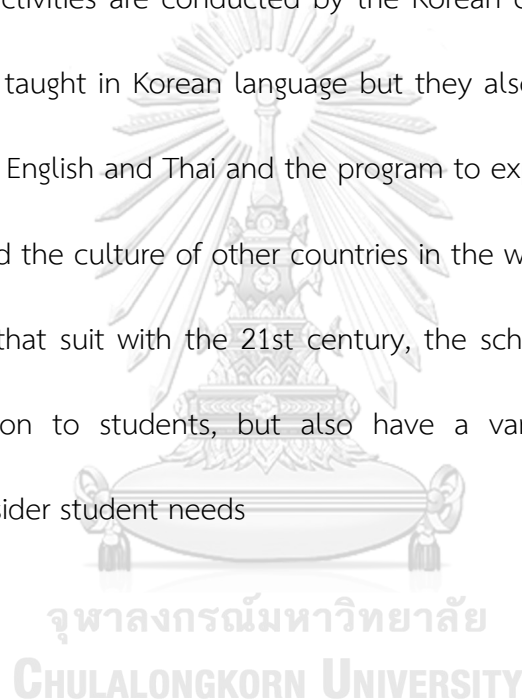 ctivities are conducted by the Korean
taught in Korean language but they also
English and Thai and the program to ex
d the culture of other countries in the w
that suit with the 21st century, the sch
on to students, but also have a var
sider student needs
จุฬาลงกรณ์มหาวิทยาลัย
CHULALONGKORN UNIVERSITY